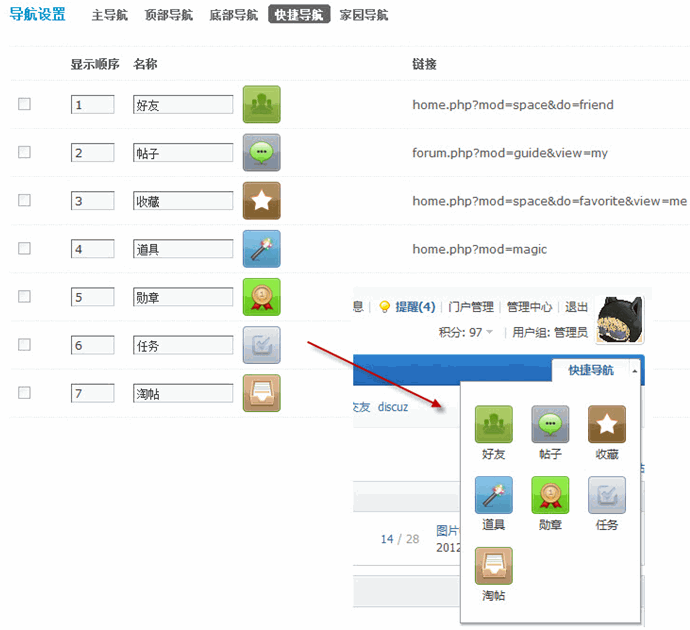 导航设置 主导航 顶部导航 底部导航 快捷导航 家园导航
显示顺序 名称 链接
1 好友 home.php?mod=space&do=friend
2 帖子 forum.php?mod=guide&view=my
3 收藏 home.php?mod=space&do=favorite&view=me
4 道具 home.php?mod=magic
5 勋章
6 任务
7 淘帖
息 提醒(4) 门户管理 管理中心 退出
积分: 97 用户组: 管理员
快捷导航
交友 discuz
好友 帖子 收藏
道具 勋章 任务
14 / 28 图片
2012
淘帖